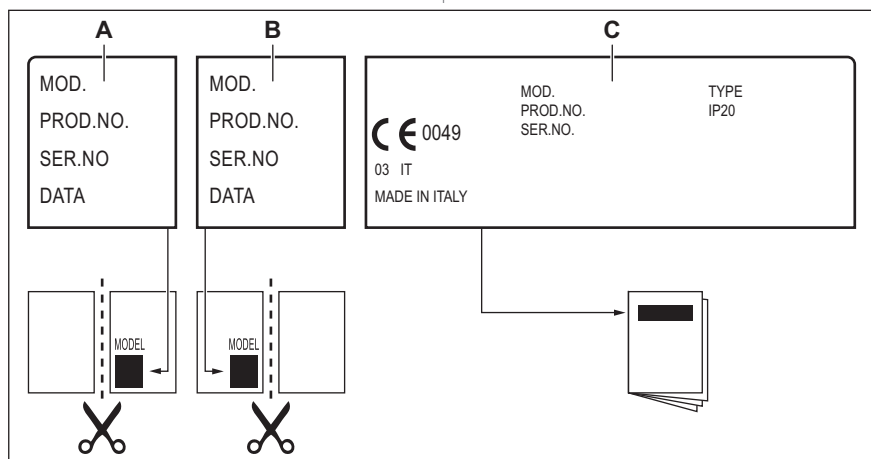 A
B
C
MOD.
PROD.NO.
SER.NO
DATA
MOD.
PROD.NO.
SER.NO
DATA
MOD.
PROD.NO.
SER.NO.
TYPE
IP20
CE 0049
03 IT
MADE IN ITALY
MODEL
MODEL